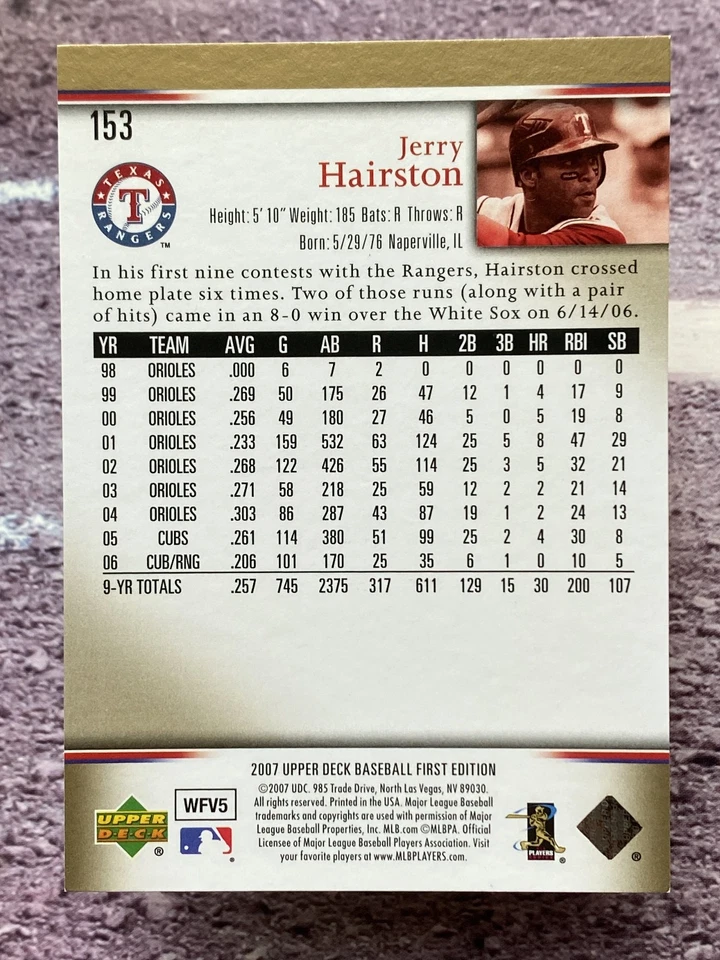 153
Jerry
Hairston
TEXAS
T
RANGERS
TM
T
Height: 5' 10" Weight: 185 Bats: R Throws: R
Born: 5/29/76 Naperville, IL
In his first nine contests with the Rangers, Hairston crossed
home plate six times. Two of those runs (along with a pair
of hits) came in an 8-0 win over the White Sox on 6/14/06.
YR TEAM AVG G AB R H 2B 3B HR RBI SB
98 ORIOLES .000 6 7 2 0 0 0 0 0 0
99 ORIOLES .269 50 175 26 47 12 1 4 17 9
00 ORIOLES .256 49 180 27 46 5 0 5 19 8
01 ORIOLES .233 159 532 63 124 25 5 8 47 29
02 ORIOLES .268 122 426 55 114 25 3 5 32 21
03 ORIOLES .271 58 218 25 59 12 2 2 21 14
04 ORIOLES .303 86 287 43 87 19 1 2 24 13
05 CUBS .261 114 380 51 99 25 2 4 30 8
06 CUB/RNG .206 101 170 25 35 6 1 0 10 5
9-YR TOTALS .257 745 2375 317 611 129 15 30 200 107
2007 UPPER DECK BASEBALL FIRST EDITION
©2007 UDC. 985 Trade Drive, North Las Vegas, NV 89030.
All rights reserved. Printed in the USA. Major League Baseball
trademarks and copyrights are used with permission of Major
League Baseball Properties, Inc. MLB.com ©MLBPA. Official
Licensee of Major League Baseball Players Association. Visit
your favorite players at www.MLBPLAYERS.com.
UPPER
DECK
®
WFV5
®
PLAYERS
®
®